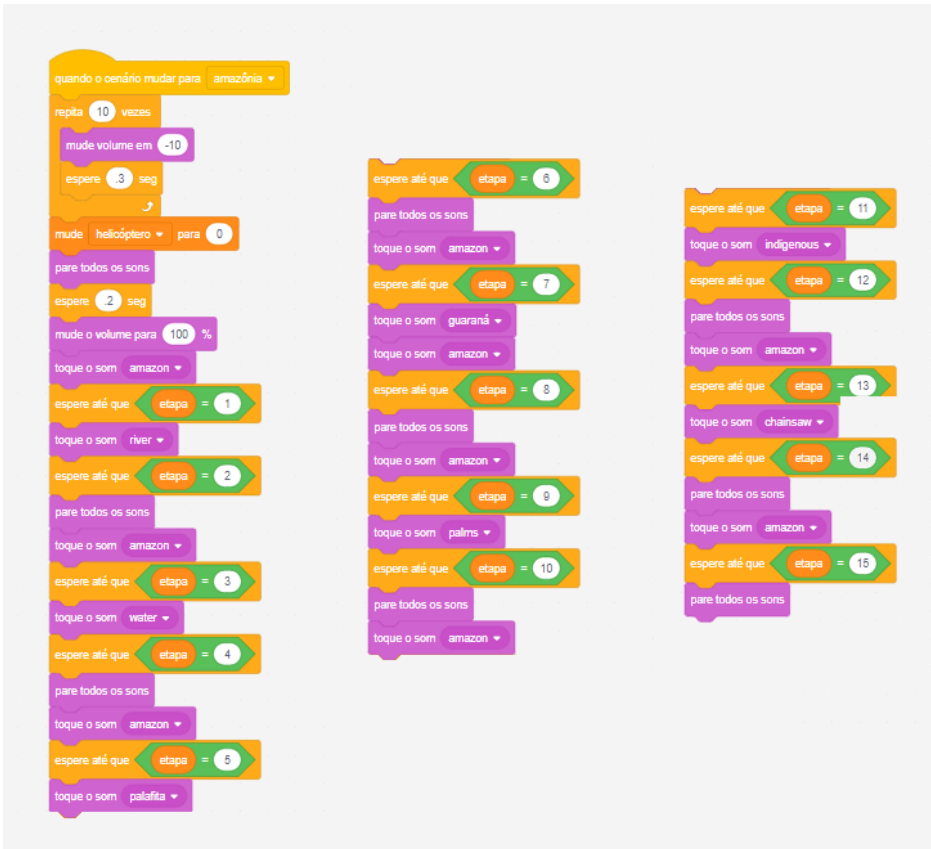 quando o cenário mudar para amazônia
repita 10 vezes
mude volume em -10
espere .3 seg
mude helicóptero para 0
pare todos os sons
espere .2 seg
mude o volume para 100 %
toque o som amazon
espere até que etapa = 1
toque o som river
espere até que etapa = 2
pare todos os sons
toque o som amazon
espere até que etapa = 3
toque o som water
espere até que etapa = 4
pare todos os sons
toque o som amazon
espere até que etapa = 5
toque o som palafita
espere até que etapa = 6
pare todos os sons
toque o som amazon
espere até que etapa = 7
toque o som guaraná
toque o som amazon
espere até que etapa = 8
pare todos os sons
toque o som amazon
espere até que etapa = 9
toque o som palms
espere até que etapa = 10
pare todos os sons
toque o som amazon
espere até que etapa = 11
toque o som indigenous
espere até que etapa = 12
pare todos os sons
toque o som amazon
espere até que etapa = 13
toque o som chainsaw
espere até que etapa = 14
pare todos os sons
toque o som amazon
espere até que etapa = 15
pare todos os sons